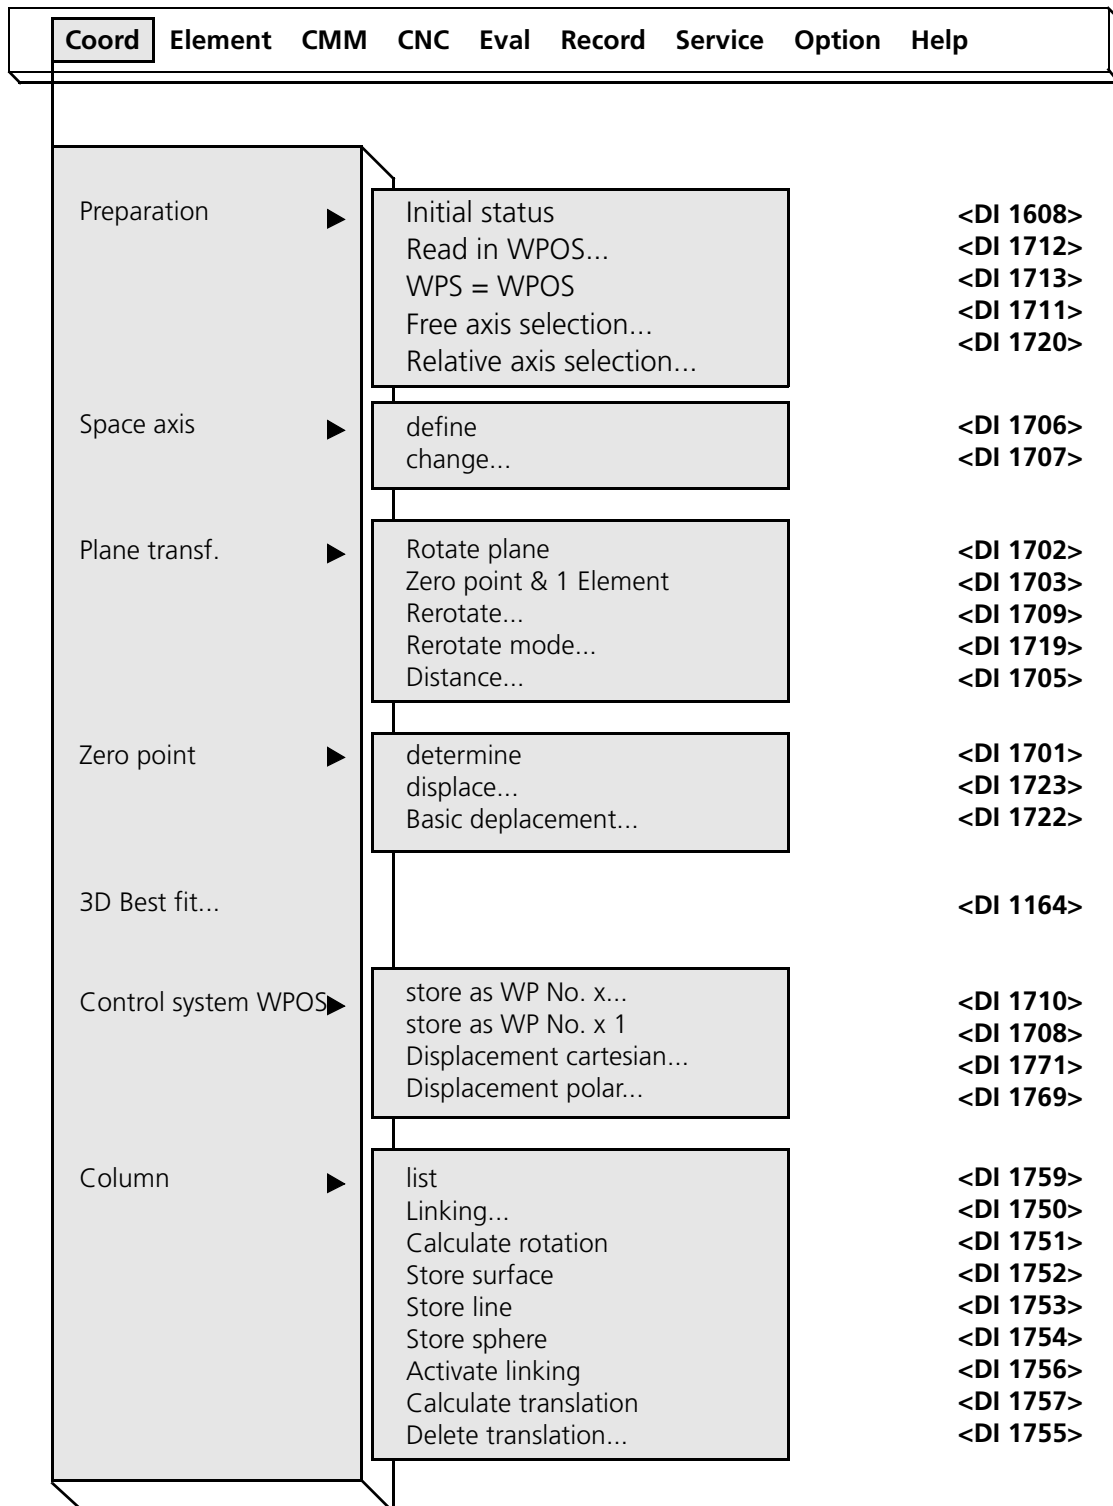 Coord Element CMM CNC Eval Record Service Option Help
Preparation
Initial status <DI 1608>
Read in WPOS... <DI 1712>
WPS = WPOS <DI 1713>
Free axis selection... <DI 1711>
Relative axis selection... <DI 1720>
Space axis
define <DI 1706>
change... <DI 1707>
Plane transf.
Rotate plane <DI 1702>
Zero point & 1 Element <DI 1703>
Rerotate... <DI 1709>
Rerotate mode... <DI 1719>
Distance... <DI 1705>
Zero point
determine <DI 1701>
displace... <DI 1723>
Basic deplacement... <DI 1722>
3D Best fit... <DI 1164>
Control system WPOS
store as WP No. x... <DI 1710>
store as WP No. x 1 <DI 1708>
Displacement cartesian... <DI 1771>
Displacement polar... <DI 1769>
Column
list <DI 1759>
Linking... <DI 1750>
Calculate rotation <DI 1751>
Store surface <DI 1752>
Store line <DI 1753>
Store sphere <DI 1754>
Activate linking <DI 1756>
Calculate translation <DI 1757>
Delete translation... <DI 1755>